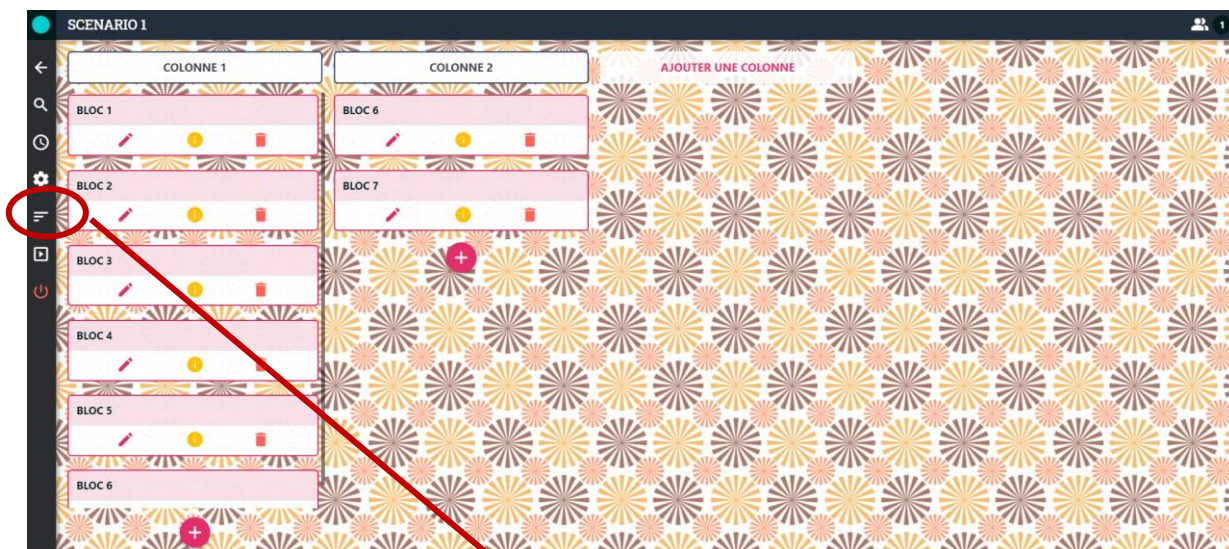 SCENARIO 1
1
COLONNE 1
COLONNE 2
AJOUTER UNE COLONNE
BLOC 1
BLOC 6
BLOC 2
BLOC 7
BLOC 3
BLOC 4
BLOC 5
BLOC 6